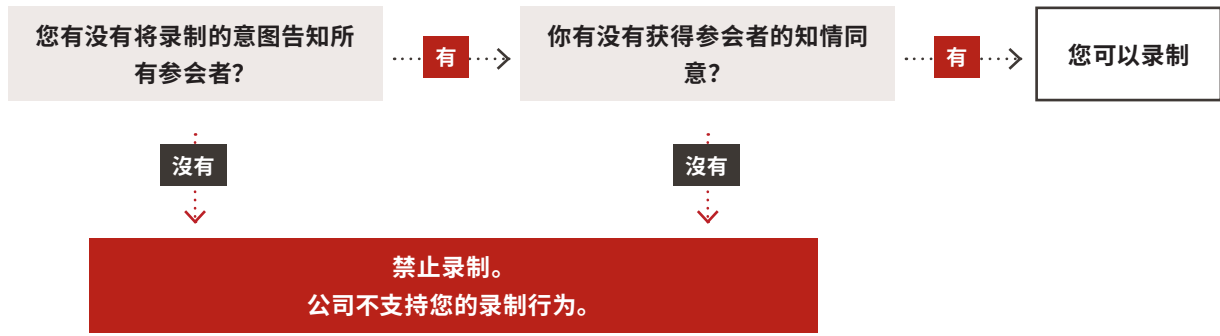 您有没有将录制的意图告知所
有参会者？
有
你有没有获得参会者的知情同
意？
有
您可以录制
沒有
沒有
禁止录制。
公司不支持您的录制行为。